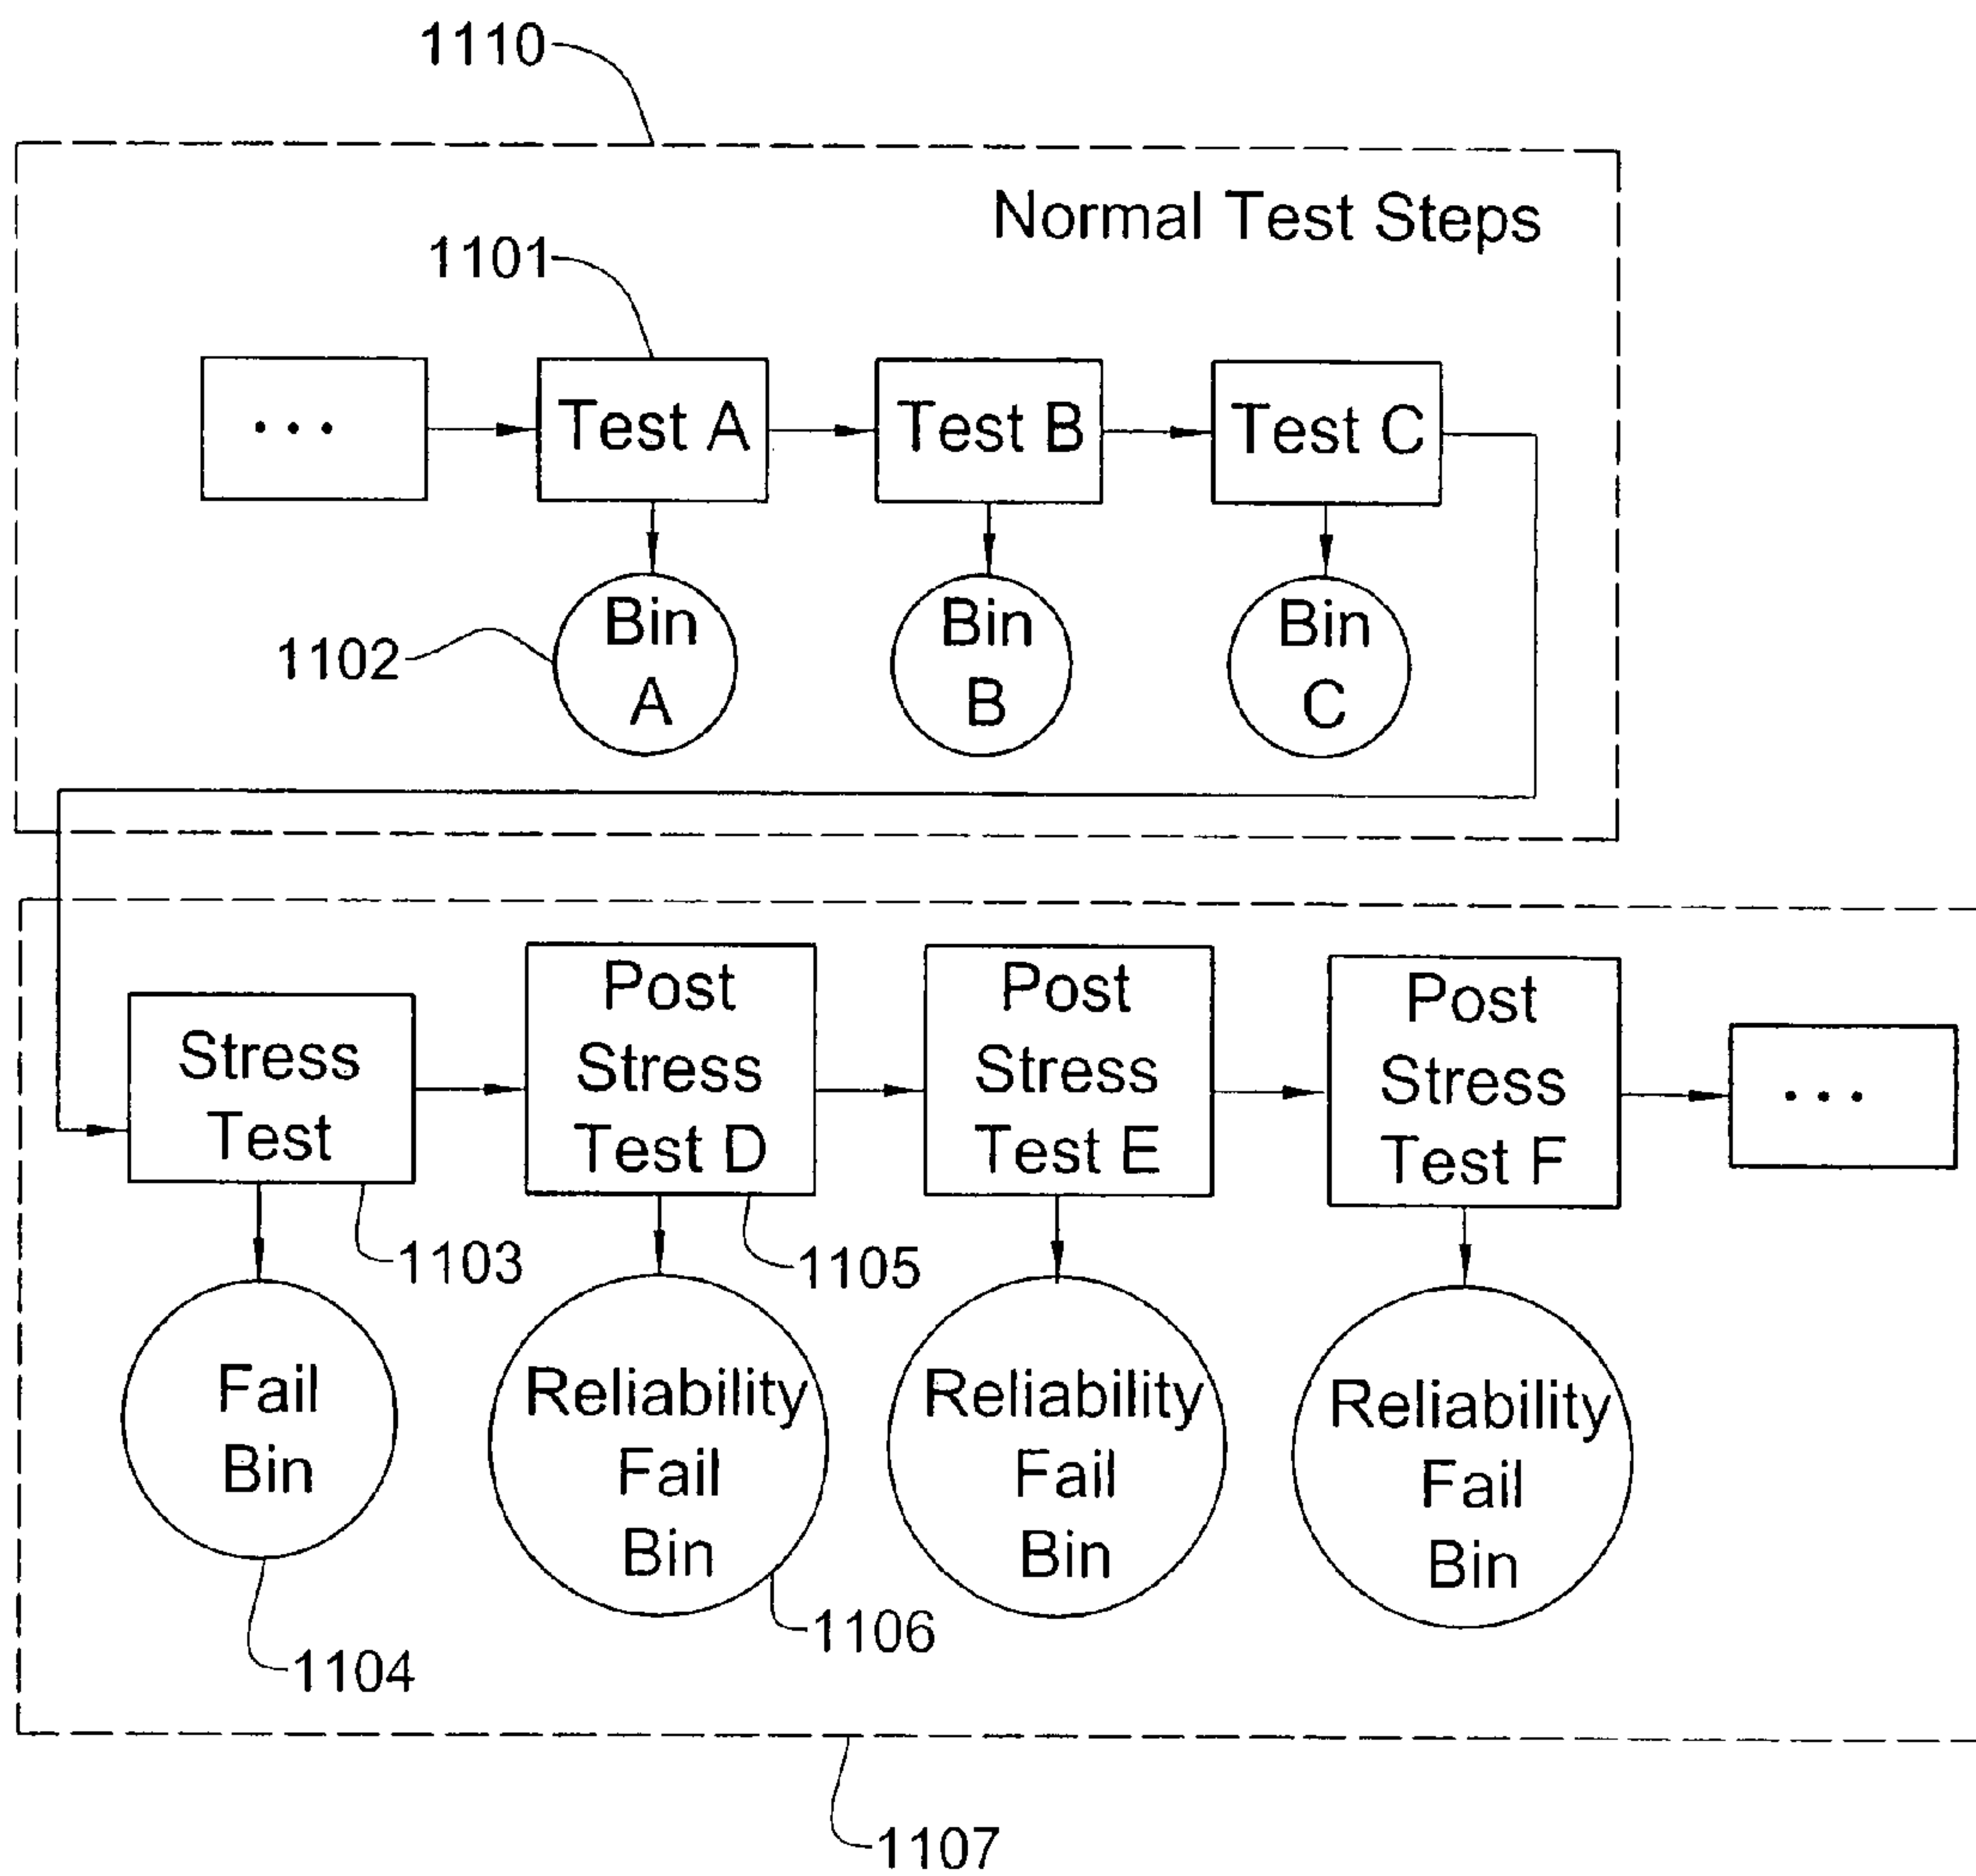 1110
Normal Test Steps
1101
...
Test A
Test B
Test C
Bin
A
Bin
B
Bin
C
1102
Stress
Test
Post
Stress
Test D
Post
Stress
Test E
Post
Stress
Test F
...
1103
1105
Fail
Bin
Reliability
Fail
Bin
Reliability
Fail
Bin
Reliability
Fail
Bin
1104
1106
1107